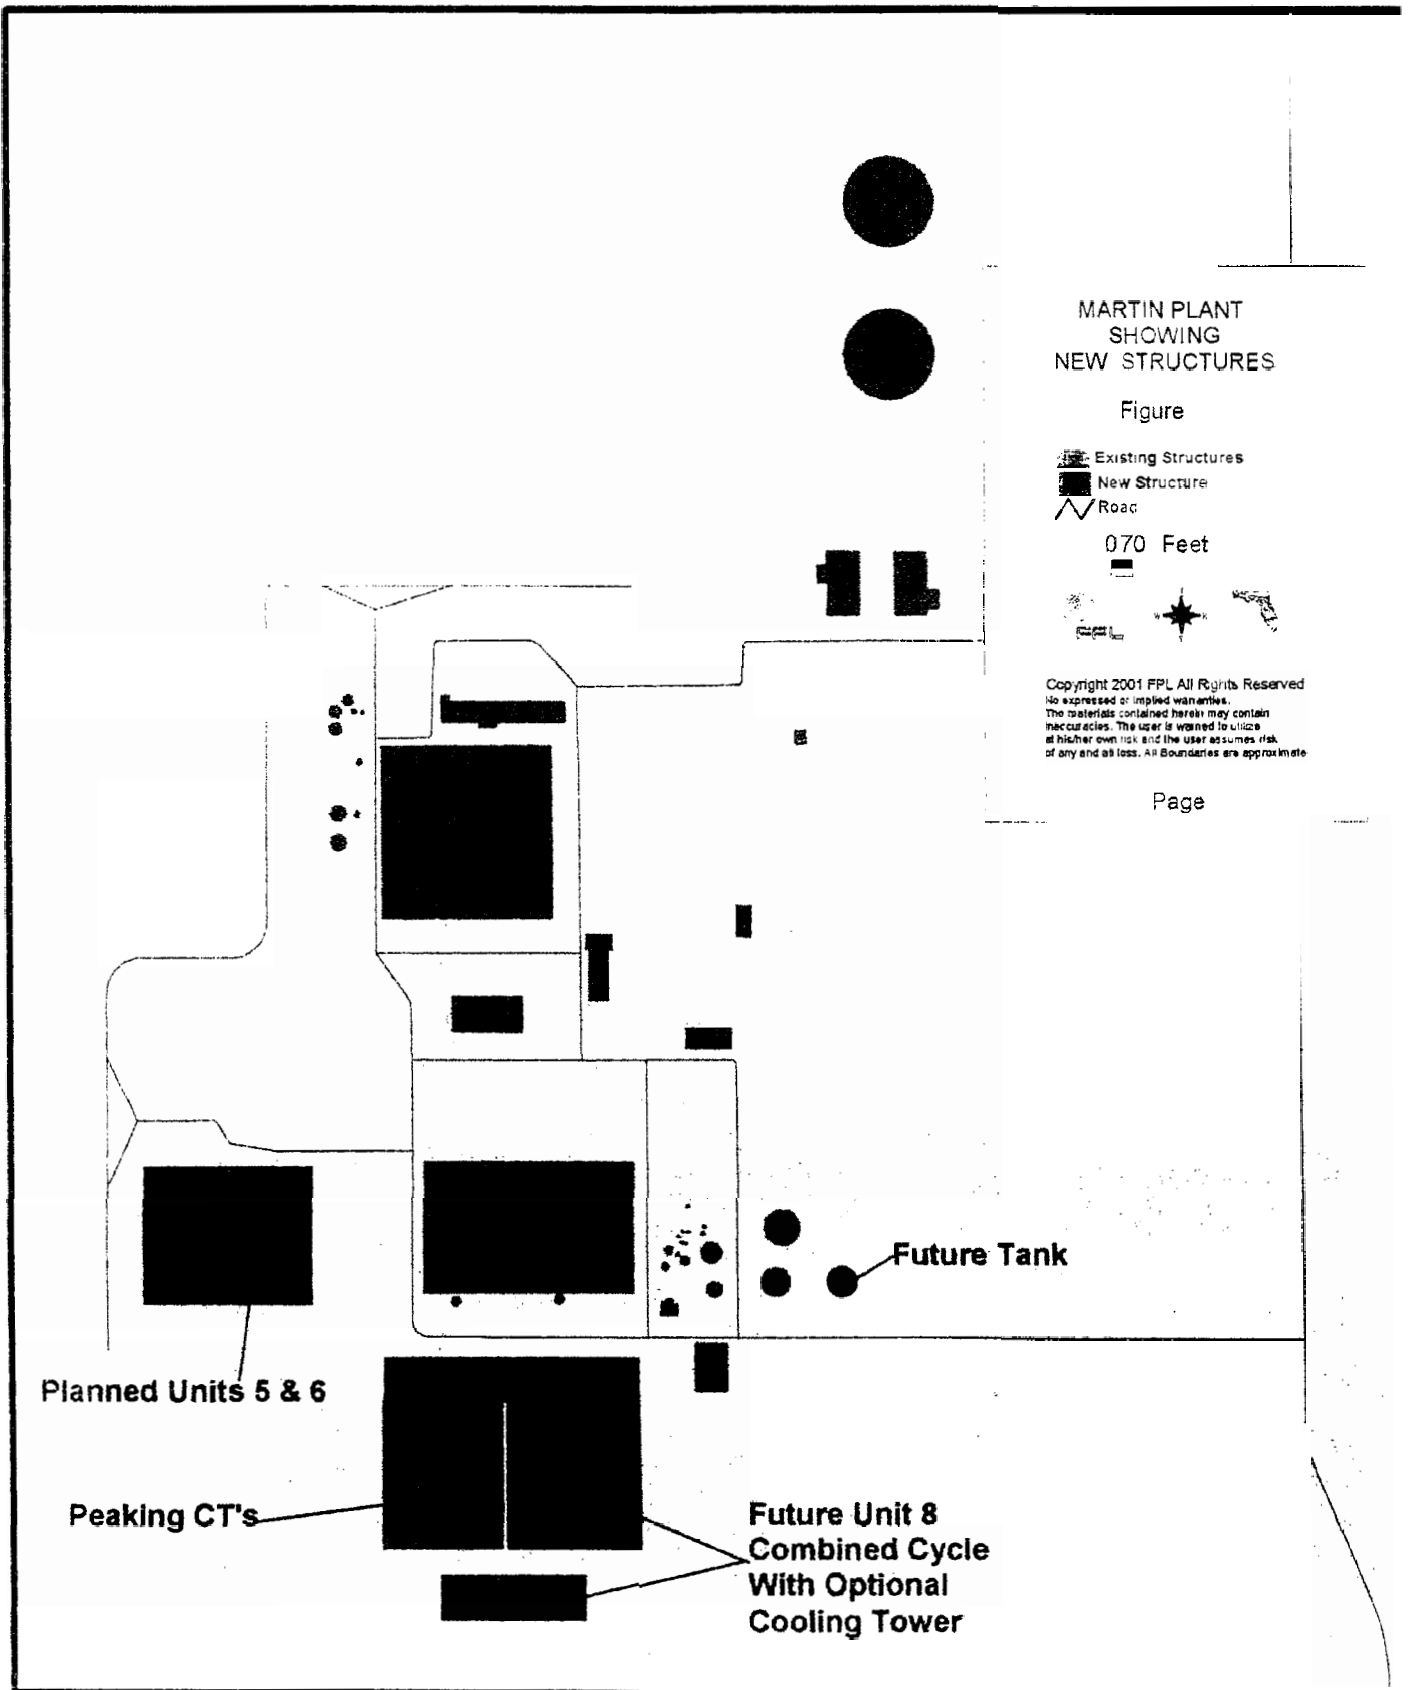 MARTIN PLANT
SHOWING
NEW STRUCTURES
Figure
Existing Structures
New Structure
Road
070 Feet
W
FPL
Copyright 2001 FPL All Rights Reserved
No expressed or implied warranties.
The materials contained herein may contain
inaccuracies. The user is warned to utilize
at his/her own risk and the user assumes risk
of any and all loss. All Boundaries are approximate
Page
Future Tank
Planned Units 5 & 6
Peaking CT's
Future Unit 8
Combined Cycle
With Optional
Cooling Tower